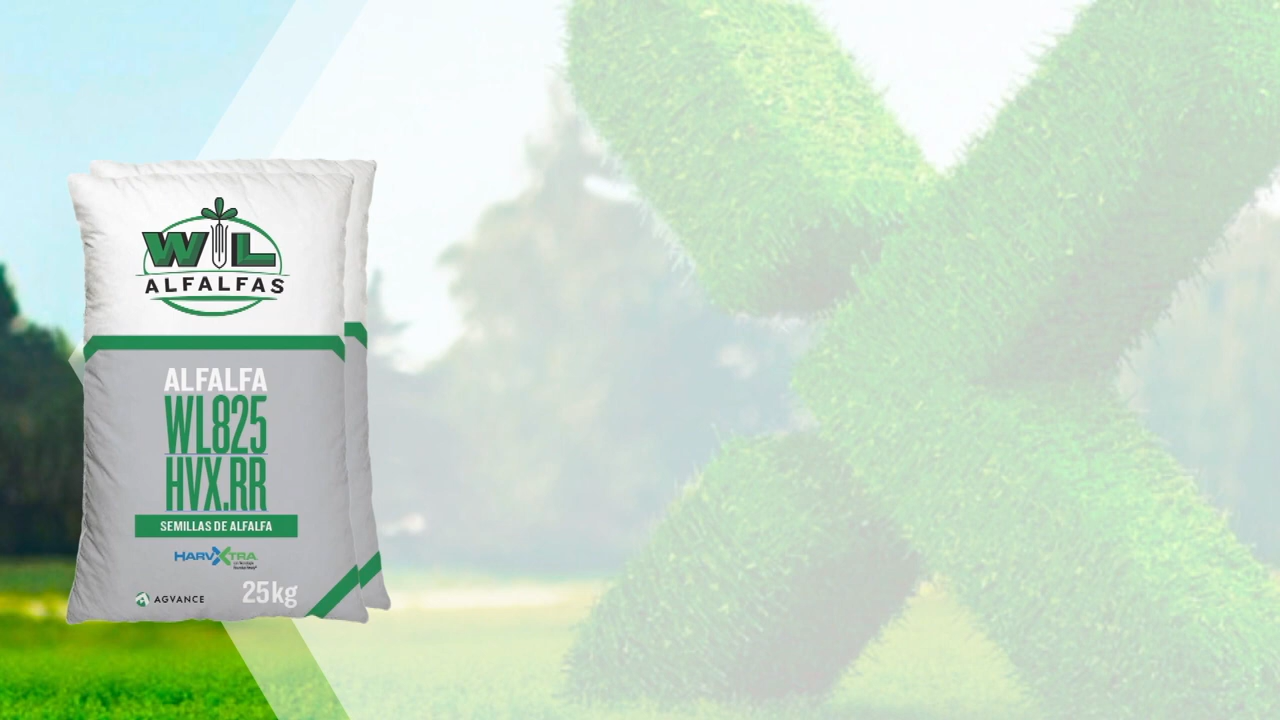 WL
ALFALFAS
ALFALFA
WL825
HVX.RR
SEMILLAS DE ALFALFA
HARVXTRA
AGVANCE
25kg